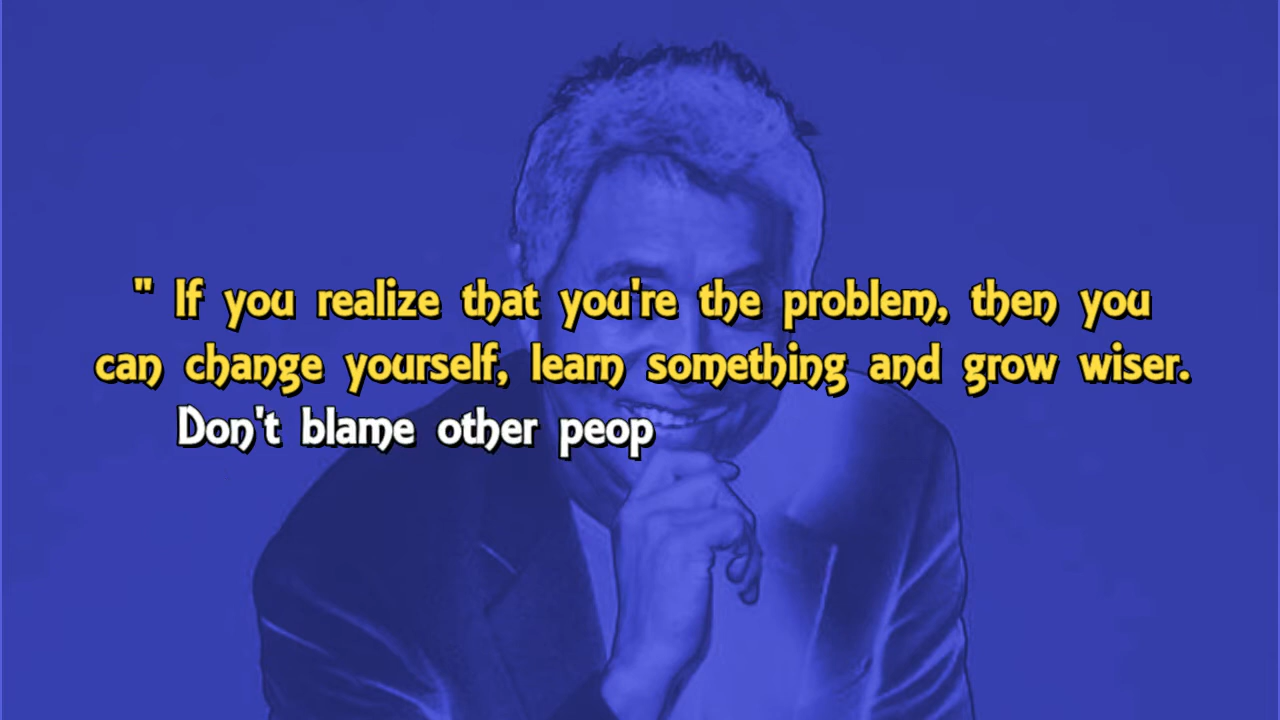 " If you realize that you're the problem, then you
can change yourself, learn something and grow wiser.
Don't blame other peop